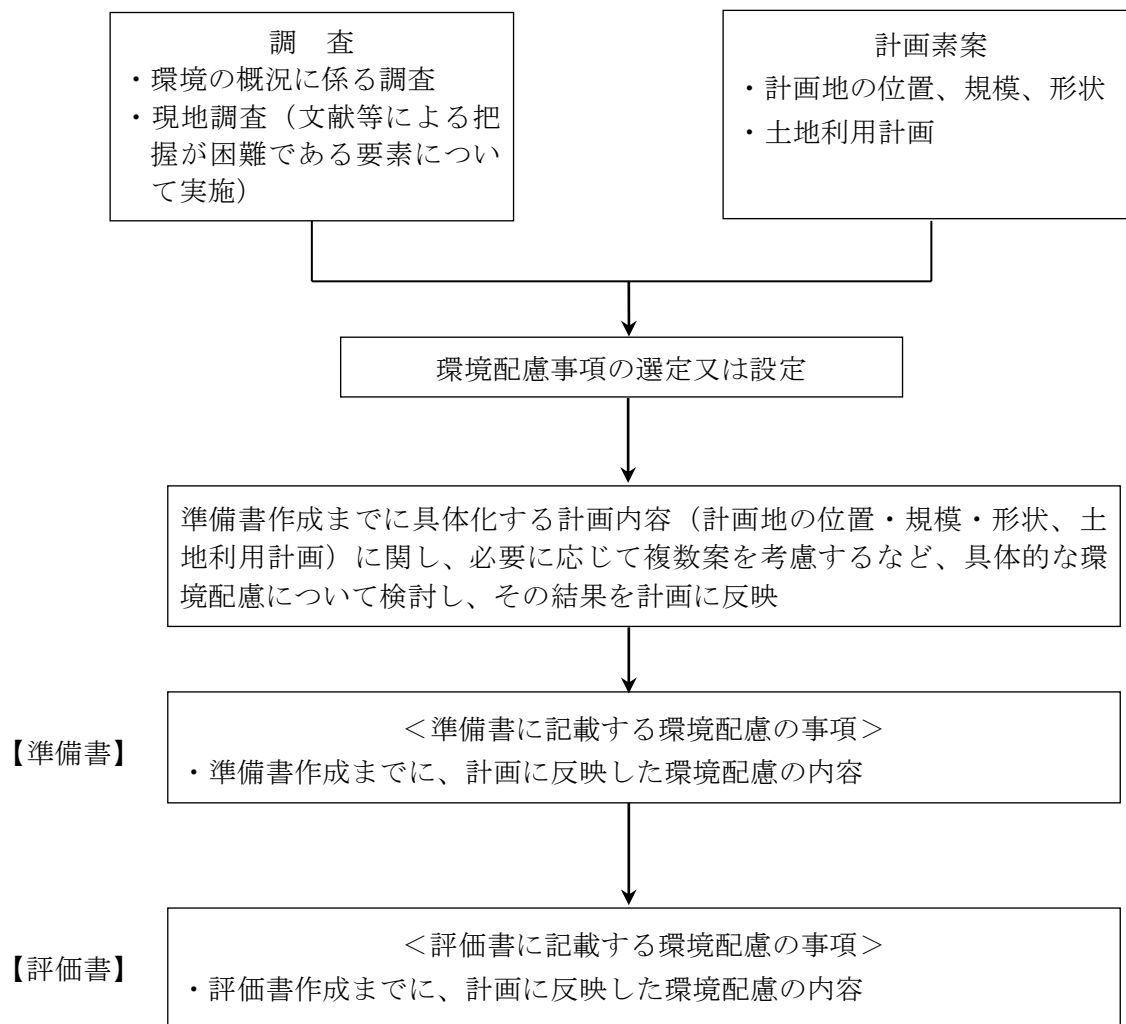 調　査
・環境の概況に係る調査
・現地調査（文献等による把
握が困難である要素につい
て実施）
計画素案
・計画地の位置、規模、形状
・土地利用計画
環境配慮事項の選定又は設定
準備書作成までに具体化する計画内容（計画地の位置・規模・形状、土
地利用計画）に関し、必要に応じて複数案を考慮するなど、具体的な環
境配慮について検討し、その結果を計画に反映
【準備書】
＜準備書に記載する環境配慮の事項＞
・準備書作成までに、計画に反映した環境配慮の内容
【評価書】
＜評価書に記載する環境配慮の事項＞
・評価書作成までに、計画に反映した環境配慮の内容